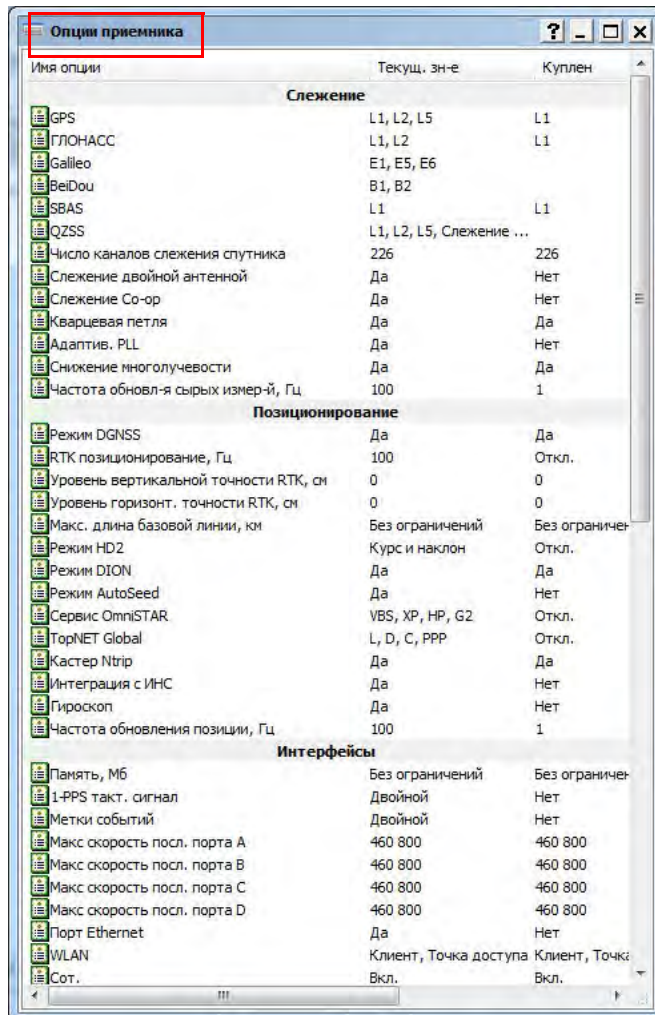 Опции приемника
Имя опции Текущ. зн-е Куплен
Слежение
GPS L1, L2, L5 L1
ГЛОНАСС L1, L2 L1
Galileo E1, E5, E6
BeiDou B1, B2
SBAS L1 L1
QZSS L1, L2, L5, Слежение ...
Число каналов слежения спутника 226 226
Слежение двойной антенной Да Нет
Слежение Co-op Да Нет
Кварцевая петля Да Да
Адаптив. PLL Да Нет
Снижение многолучевости Да Да
Частота обновл-я сырых измер-й, Гц 100 1
Позиционирование
Режим DGNSS Да Да
RTK позиционирование, Гц 100 Откл.
Уровень вертикальной точности RTK, см 0 0
Уровень горизонт. точности RTK, см 0 0
Макс. длина базовой линии, км Без ограничений Без ограничен
Режим HD2 Курс и наклон Откл.
Режим DION Да Да
Режим AutoSeed Да Нет
Сервис OmniSTAR VBS, XP, HP, G2 Откл.
TopNET Global L, D, C, PPP Откл.
Кастер Ntrip Да Да
Интеграция с ИНС Да Нет
Гироскоп Да Нет
Частота обновления позиции, Гц 100 1
Интерфейсы
Память, Мб Без ограничений Без ограничен
1-PPS такт. сигнал Двойной Нет
Метки событий Двойной Нет
Макс скорость посл. порта A 460 800 460 800
Макс скорость посл. порта B 460 800 460 800
Макс скорость посл. порта C 460 800 460 800
Макс скорость посл. порта D 460 800 460 800
Порт Ethernet Да Нет
WLAN Клиент, Точка доступа Клиент, Точка
Сот. Вкл. Вкл.